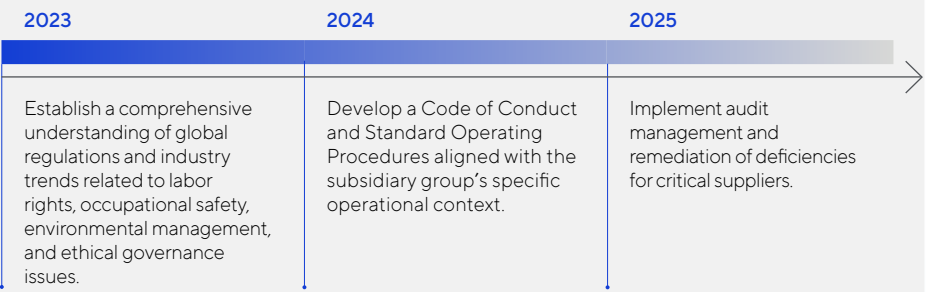 2023
Establish a comprehensive
understanding of global
regulations and industry
trends related to labor
rights, occupational safety,
environmental management,
and ethical governance
issues.
2024
Develop a Code of Conduct
and Standard Operating
Procedures aligned with the
subsidiary group's specific
operational context.
2025
Implement audit
management and
remediation of deficiencies
for critical suppliers.